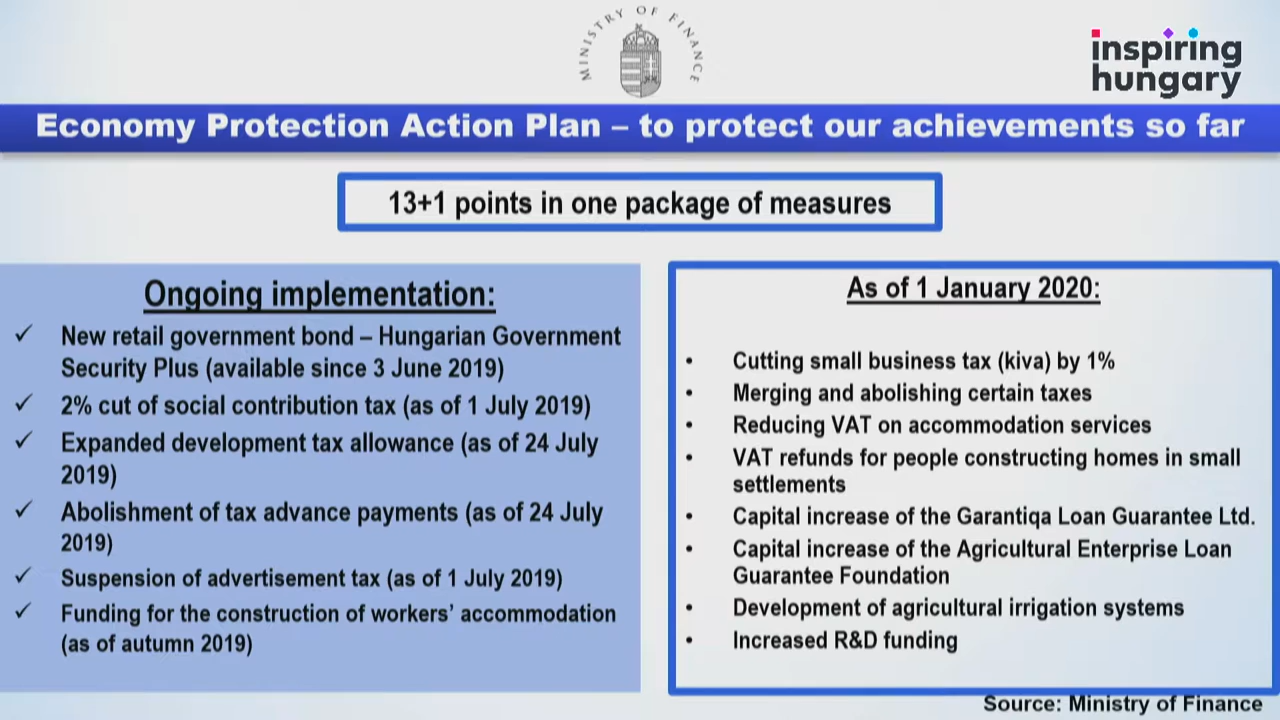 MINISTRY OF FINANCE
inspiring
hungary
Economy Protection Action Plan – to protect our achievements so far
13+1 points in one package of measures
Ongoing implementation:
✓ New retail government bond – Hungarian Government
Security Plus (available since 3 June 2019)
✓ 2% cut of social contribution tax (as of 1 July 2019)
✓ Expanded development tax allowance (as of 24 July
2019)
✓ Abolishment of tax advance payments (as of 24 July
2019)
✓ Suspension of advertisement tax (as of 1 July 2019)
✓ Funding for the construction of workers’ accommodation
(as of autumn 2019)
As of 1 January 2020:
• Cutting small business tax (kiva) by 1%
• Merging and abolishing certain taxes
• Reducing VAT on accommodation services
• VAT refunds for people constructing homes in small
settlements
• Capital increase of the Garantiqa Loan Guarantee Ltd.
• Capital increase of the Agricultural Enterprise Loan
Guarantee Foundation
• Development of agricultural irrigation systems
• Increased R&D funding
Source: Ministry of Finance